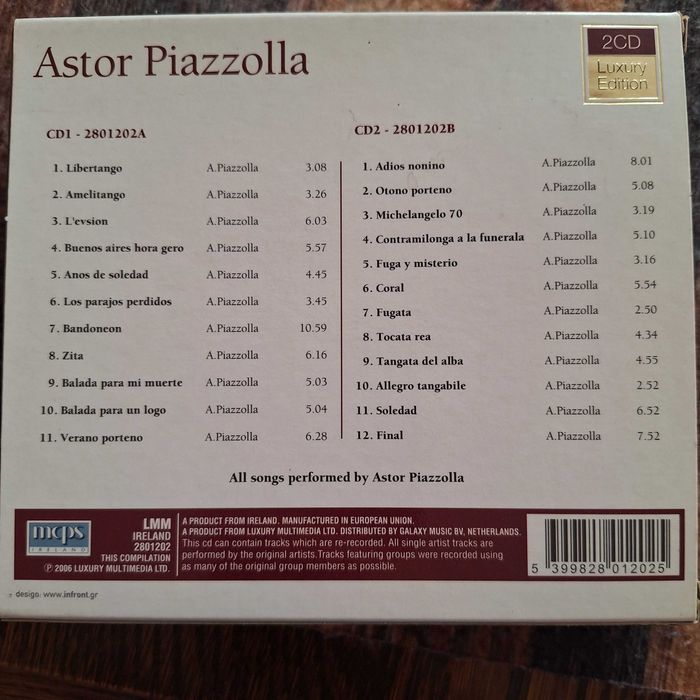 Astor Piazzolla
2CD
Luxury
Edition
CD1 - 2801202A
1. Libertango A.Piazzolla 3.08
2. Amelitango A.Piazzolla 3.26
3. L'evsion A.Piazzolla 6.03
4. Buenos aires hora gero A.Piazzolla 5.57
5. Anos de soledad A.Piazzolla 4.45
6. Los parajos perdidos A.Piazzolla 3.45
7. Bandoneon A.Piazzolla 10.59
8. Zita A.Piazzolla 6.16
9. Balada para mi muerte A.Piazzolla 5.03
10. Balada para un logo A.Piazzolla 5.04
11. Verano porteno A.Piazzolla 6.28
CD2 - 2801202B
1. Adios nonino A.Piazzolla 8.01
2. Otono porteno A.Piazzolla 5.08
3. Michelangelo 70 A.Piazzolla 3.19
4. Contramilonga a la funerala A.Piazzolla 5.10
5. Fuga y misterio A.Piazzolla 3.16
6. Coral A.Piazzolla 5.54
7. Fugata A.Piazzolla 2.50
8. Tocata rea A.Piazzolla 4.34
9. Tangata del alba A.Piazzolla 4.55
10. Allegro tangabile A.Piazzolla 2.52
11. Soledad A.Piazzolla 6.52
12. Final A.Piazzolla 7.52
All songs performed by Astor Piazzolla
mcps
IRELAND
LMM
IRELAND
2801202
THIS COMPILATION
℗ 2006 LUXURY MULTIMEDIA LTD.
A PRODUCT FROM IRELAND. MANUFACTURED IN EUROPEAN UNION.
A PRODUCT FROM LUXURY MULTIMEDIA LTD. DISTRIBUTED BY GALAXY MUSIC BV, NETHERLANDS.
This cd can contain tracks which are re-recorded. All single artist tracks are
performed by the original artists.Tracks featuring groups were recorded using
as many of the original group members as possible.
5 399828 012025
desigo: www.infront.gr